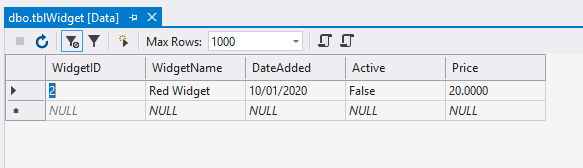 dbo.tblWidget [Data]
Max Rows: 1000
WidgetID WidgetName DateAdded Active Price
2 Red Widget 10/01/2020 False 20.0000
NULL NULL NULL NULL NULL